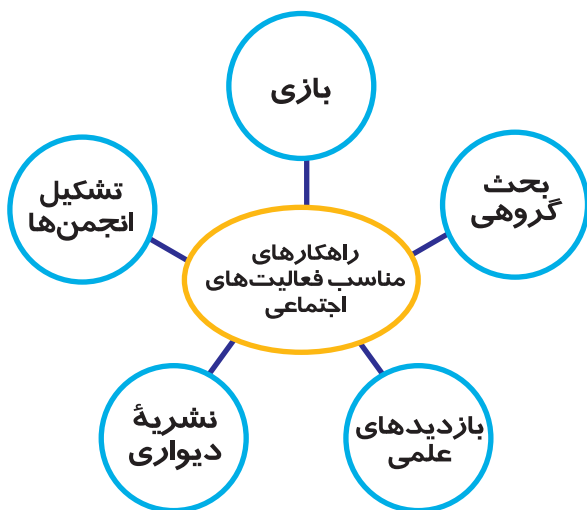 بازی
بحث
گروهی
تشکیل
انجمن‌ها
راهکارهای
مناسب فعالیت‌های
اجتماعی
نشریهٔ
دیواری
بازدیدهای
علمی